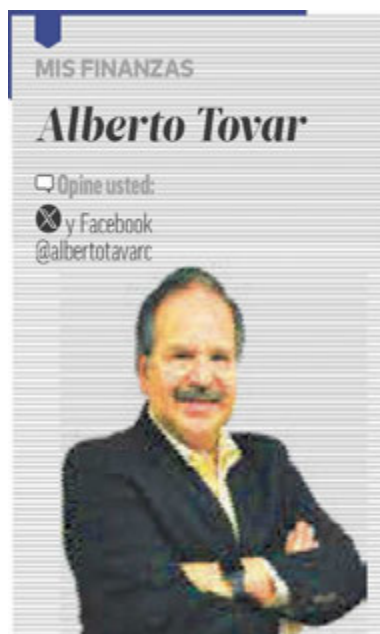 MIS FINANZAS
Alberto Tovar
Opine usted:
y Facebook
@albertotavarc